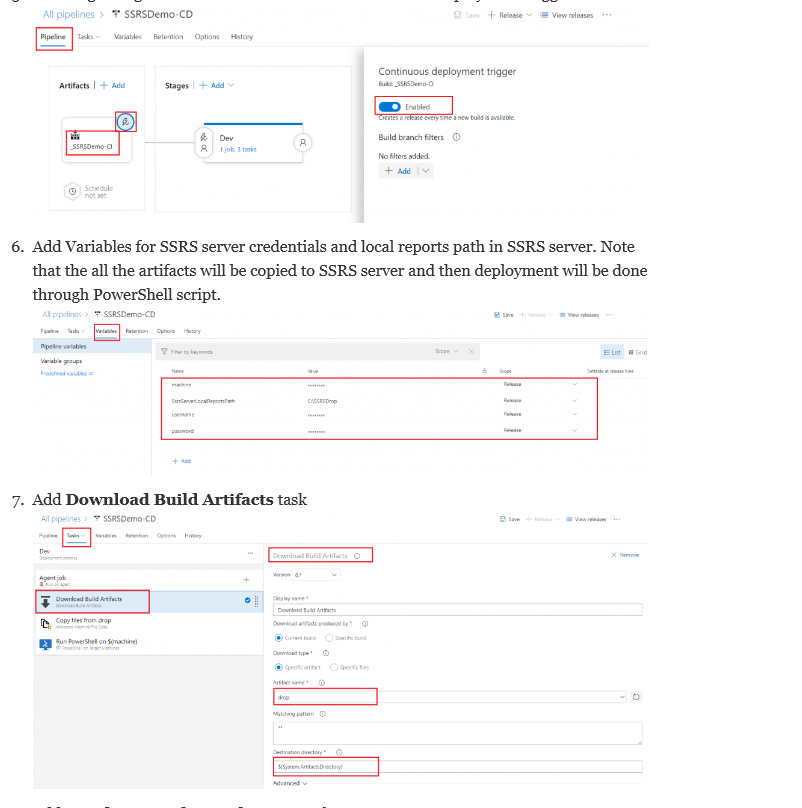 All pipelines > SSRSDemo-CD
Save + Release View releases ...
Pipeline Tasks Variables Retention Options History
Continuous deployment trigger
Build: _SSRSDemo-CI
Artifacts | + Add
Stages | + Add
Enabled
Creates a release every time a new build is available.
Build branch filters
_SSRSDemo-CI
Dev
1 job, 3 tasks
No filters added.
+ Add
Schedule
not set
6. Add Variables for SSRS server credentials and local reports path in SSRS server. Note
that the all the artifacts will be copied to SSRS server and then deployment will be done
through PowerShell script.
All pipelines > SSRSDemo-CD
Save + Release View releases ...
Pipeline Tasks Variables Retention Options History
Pipeline variables
Variable groups
Predefined variables
Filter by keywords
Scope
List Grid
Name Value Scope Settable at release time
machine ******** Release
SsrsServerLocalReportsPath C:\SSRSDrop Release
username ******** Release
password ******** Release
+ Add
7. Add Download Build Artifacts task
All pipelines > SSRSDemo-CD
Save + Release View releases ...
Pipeline Tasks Variables Retention Options History
Dev
Deployment process
...
Agent job
Run on agent
+
Download Build Artifacts
Download Build Artifacts
Copy files from drop
Windows Machine File Copy
Run PowerShell on $(machine)
PowerShell on Target Machines
Download Build Artifacts
Remove
Version 0.*
Display name *
Download Build Artifacts
Download artifacts produced by *
Current build Specific build
Download type *
Specific artifact Specific files
Artifact name *
drop
Matching pattern
**
Destination directory *
$(System.ArtifactsDirectory)
Advanced